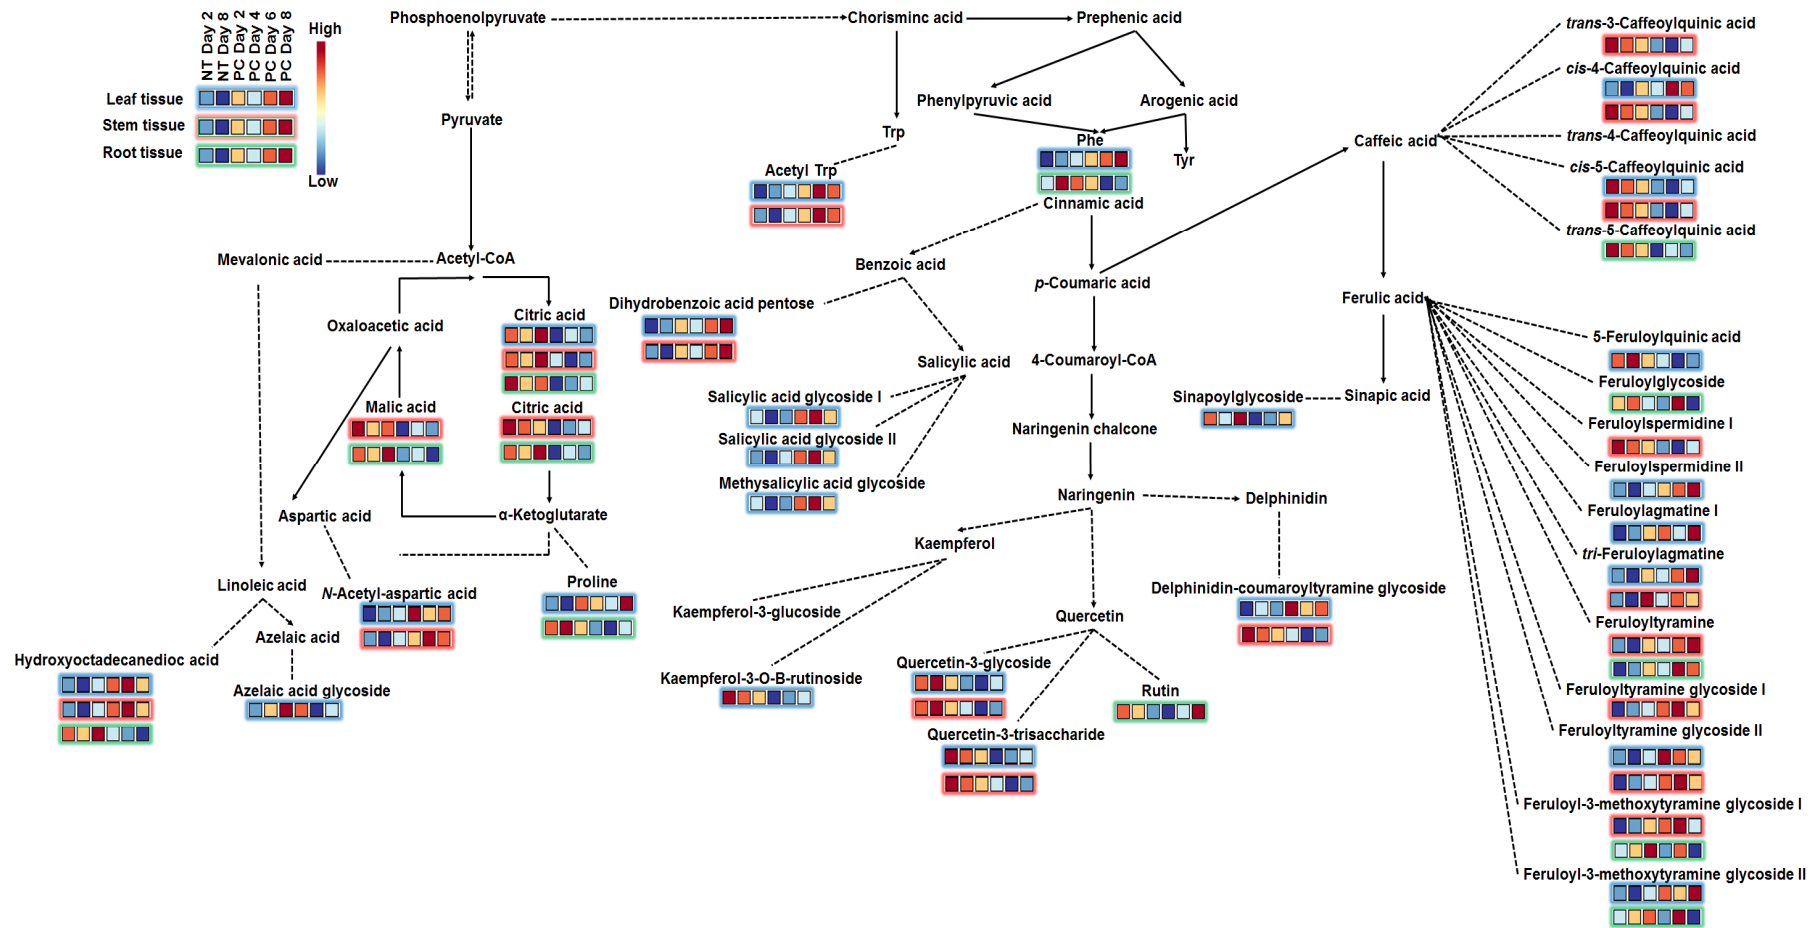 NT Day 2
NT Day 8
PC Day 2
PC Day 4
PC Day 6
PC Day 8
High
Low
Leaf tissue
Stem tissue
Root tissue
Phosphoenolpyruvate
Chorisminc acid
Prephenic acid
Pyruvate
Phenylpyruvic acid
Arogenic acid
Trp
Acetyl Trp
Phe
Tyr
Cinnamic acid
Mevalonic acid
Acetyl-CoA
Benzoic acid
p-Coumaric acid
Dihydrobenzoic acid pentose
Oxaloacetic acid
Citric acid
Salicylic acid
4-Coumaroyl-CoA
Malic acid
Citric acid
Salicylic acid glycoside I
Salicylic acid glycoside II
Methysalicylic acid glycoside
Naringenin chalcone
Naringenin
Delphinidin
Aspartic acid
α-Ketoglutarate
Kaempferol
Linoleic acid
N-Acetyl-aspartic acid
Proline
Kaempferol-3-glucoside
Delphinidin-coumaroyltyramine glycoside
Quercetin
Azelaic acid
Hydroxyoctadecanedioc acid
Azelaic acid glycoside
Kaempferol-3-O-B-rutinoside
Quercetin-3-glycoside
Rutin
Quercetin-3-trisaccharide
Caffeic acid
trans-3-Caffeoylquinic acid
cis-4-Caffeoylquinic acid
trans-4-Caffeoylquinic acid
cis-5-Caffeoylquinic acid
trans-5-Caffeoylquinic acid
Ferulic acid
Sinapoylglycoside
Sinapic acid
5-Feruloylquinic acid
Feruloylglycoside
Feruloylspermidine I
Feruloylspermidine II
Feruloylagmatine I
tri-Feruloylagmatine
Feruloyltyramine
Feruloyltyramine glycoside I
Feruloyltyramine glycoside II
Feruloyl-3-methoxytyramine glycoside I
Feruloyl-3-methoxytyramine glycoside II